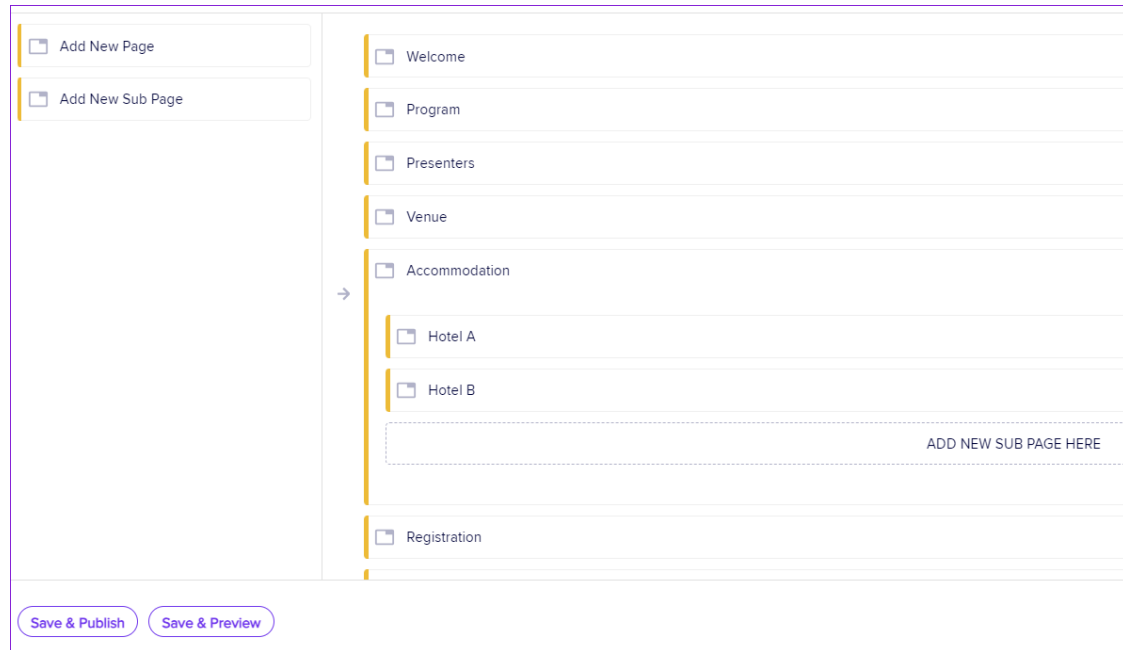 Add New Page
Add New Sub Page
Welcome
Program
Presenters
Venue
Accommodation
Hotel A
Hotel B
ADD NEW SUB PAGE HERE
Registration
Save & Publish
Save & Preview